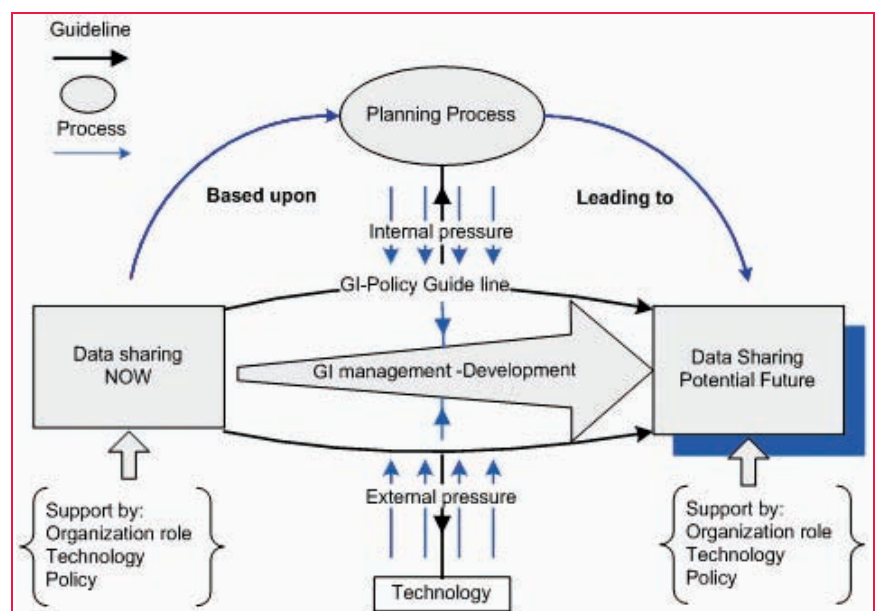 Guideline
Process
Planning Process
Based upon
Leading to
Internal pressure
GI-Policy Guide line
Data sharing
NOW
GI management -Development
Data Sharing
Potential Future
External pressure
Support by:
Organization role
Technology
Policy
Technology
Support by:
Organization role
Technology
Policy